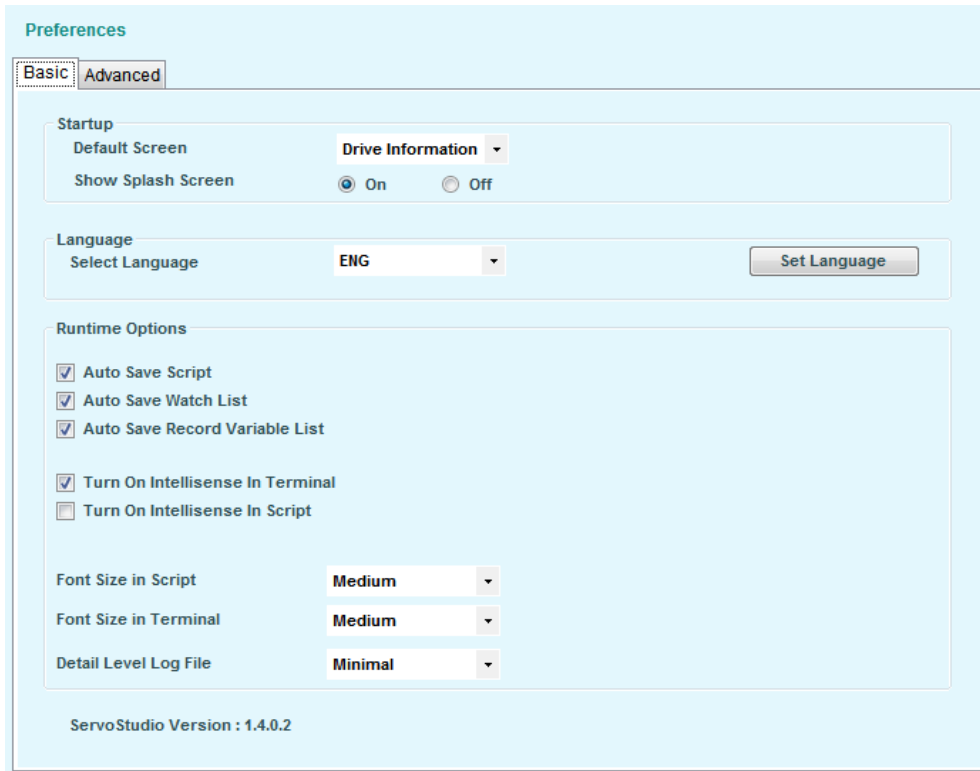 Preferences
Basic Advanced
Startup
Default Screen Drive Information
Show Splash Screen On Off
Language
Select Language ENG Set Language
Runtime Options
Auto Save Script
Auto Save Watch List
Auto Save Record Variable List
Turn On Intellisense In Terminal
Turn On Intellisense In Script
Font Size in Script Medium
Font Size in Terminal Medium
Detail Level Log File Minimal
ServoStudio Version : 1.4.0.2